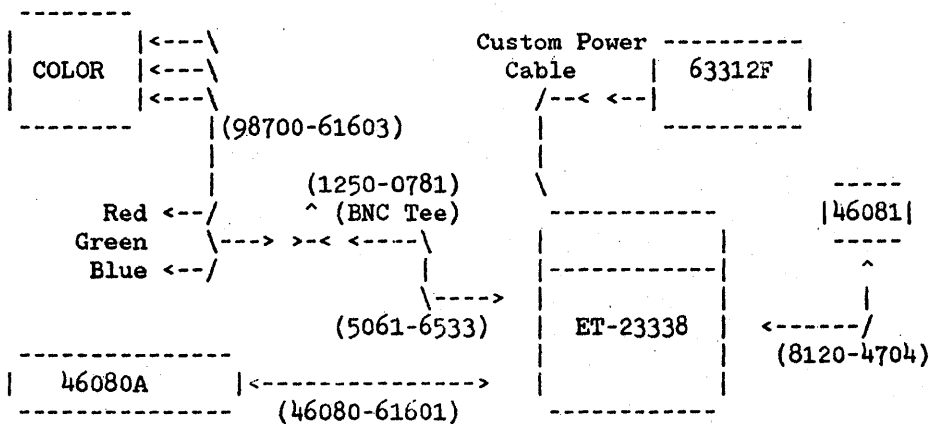 --------
|        |<---\                  Custom Power ---------
| COLOR  |<---\                     Cable    |  63312F  |
|        |<---\                       /--< <--|          |
 --------     |(98700-61603)          |       ---------
              |                       |
              |      (1250-0781)      \                    -----
     Red <--/        ^ (BNC Tee)       -----------        |46081|
     Green   \---> >-< <-----\        |           |        -----
     Blue <--/               |        |-----------|          ^
                             \---->   |           |          |
                       (5061-6533)    | ET-23338  |   <------/
 ---------------                      |           |    (8120-4704)
|    46080A     |<--------------->    |           |
 ---------------  (46080-61601)        -----------